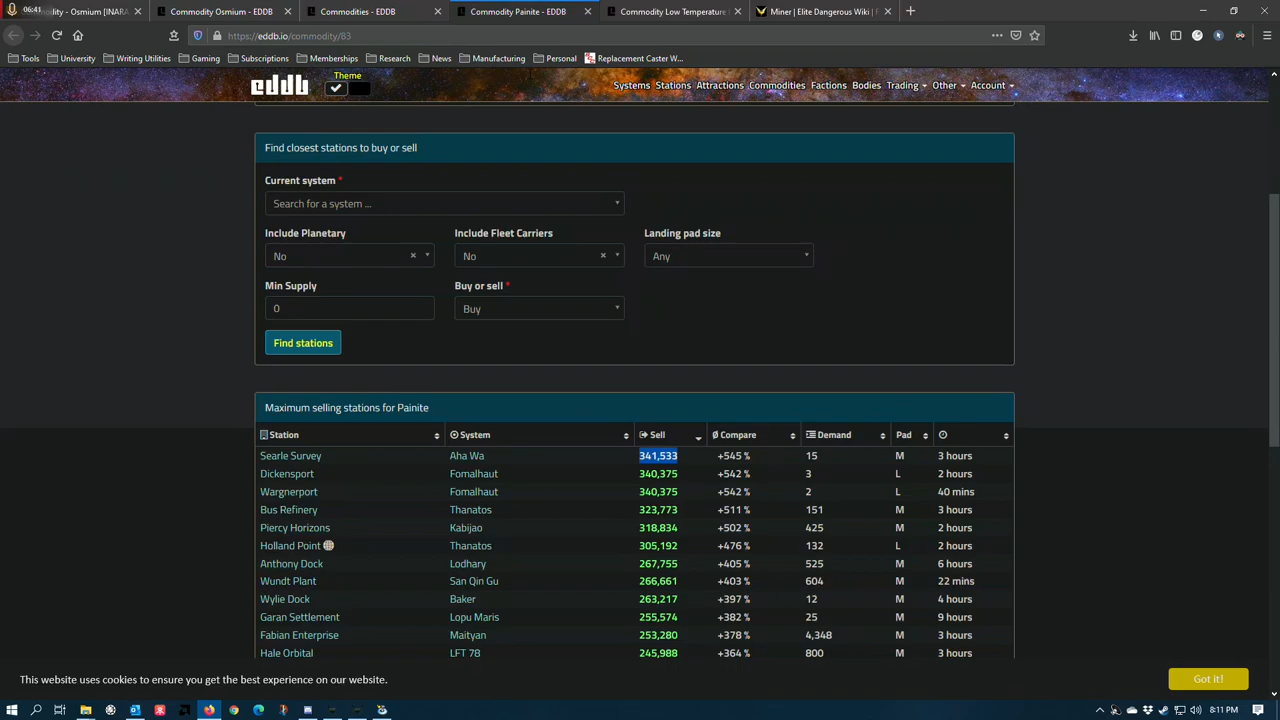 06:41
ity - Osmium [INARA
Commodity Osmium - EDDB
Commodities - EDDB
Commodity Painite - EDDB
Commodity Low Temperature
Miner | Elite Dangerous Wiki |
https://eddb.io/commodity/83
Tools University Writing Utilities Gaming Subscriptions Memberships Research News Manufacturing Personal Replacement Caster W...
eddb
Theme
Systems Stations Attractions Commodities Factions Bodies Trading Other Account
Find closest stations to buy or sell
Current system *
Search for a system ...
Include Planetary Include Fleet Carriers Landing pad size
No No Any
Min Supply Buy or sell *
0 Buy
Find stations
Maximum selling stations for Painite
Station System Sell Ø Compare Demand Pad
Searle Survey Aha Wa 341,533 +545 % 15 M 3 hours
Dickensport Fomalhaut 340,375 +542 % 3 L 2 hours
Wargnerport Fomalhaut 340,375 +542 % 2 L 40 mins
Bus Refinery Thanatos 323,773 +511 % 151 M 3 hours
Piercy Horizons Kabijao 318,834 +502 % 425 M 2 hours
Holland Point Thanatos 305,192 +476 % 132 L 2 hours
Anthony Dock Lodhary 267,755 +405 % 525 M 6 hours
Wundt Plant San Qin Gu 266,661 +403 % 604 M 22 mins
Wylie Dock Baker 263,217 +397 % 12 M 4 hours
Garan Settlement Lopu Maris 255,574 +382 % 25 M 9 hours
Fabian Enterprise Maityan 253,280 +378 % 4,348 M 3 hours
Hale Orbital LFT 78 245,988 +364 % 800 M 3 hours
This website uses cookies to ensure you get the best experience on our website.
Got it!
8:11 PM